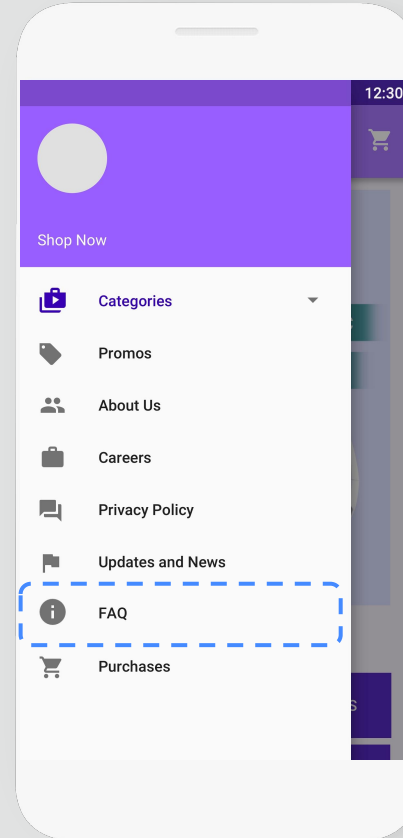 12:30
Shop Now
Categories
Promos
About Us
Careers
Privacy Policy
Updates and News
FAQ
Purchases
S